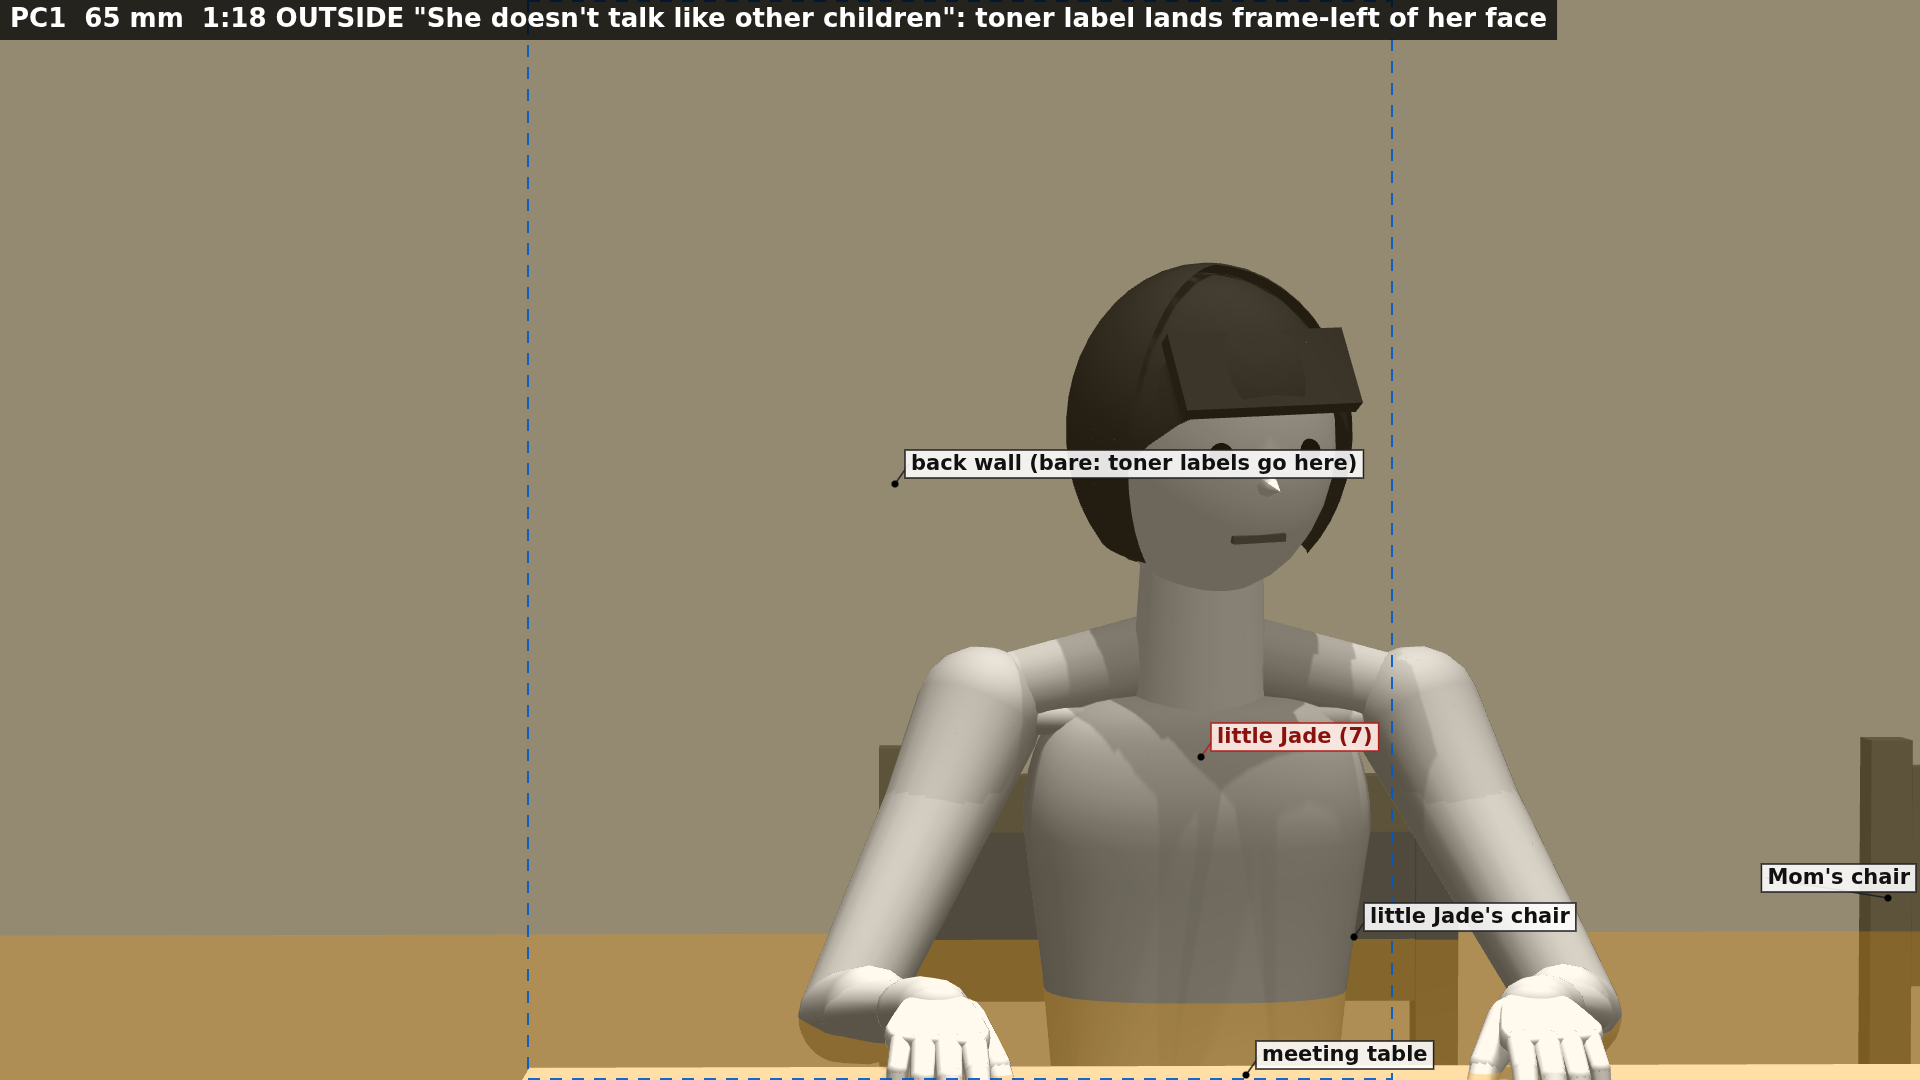 PC1  65 mm  1:18 OUTSIDE "She doesn't talk like other children": toner label lands frame-left of her face
back wall (bare: toner labels go here)
little Jade (7)
Mom's chair
little Jade's chair
meeting table